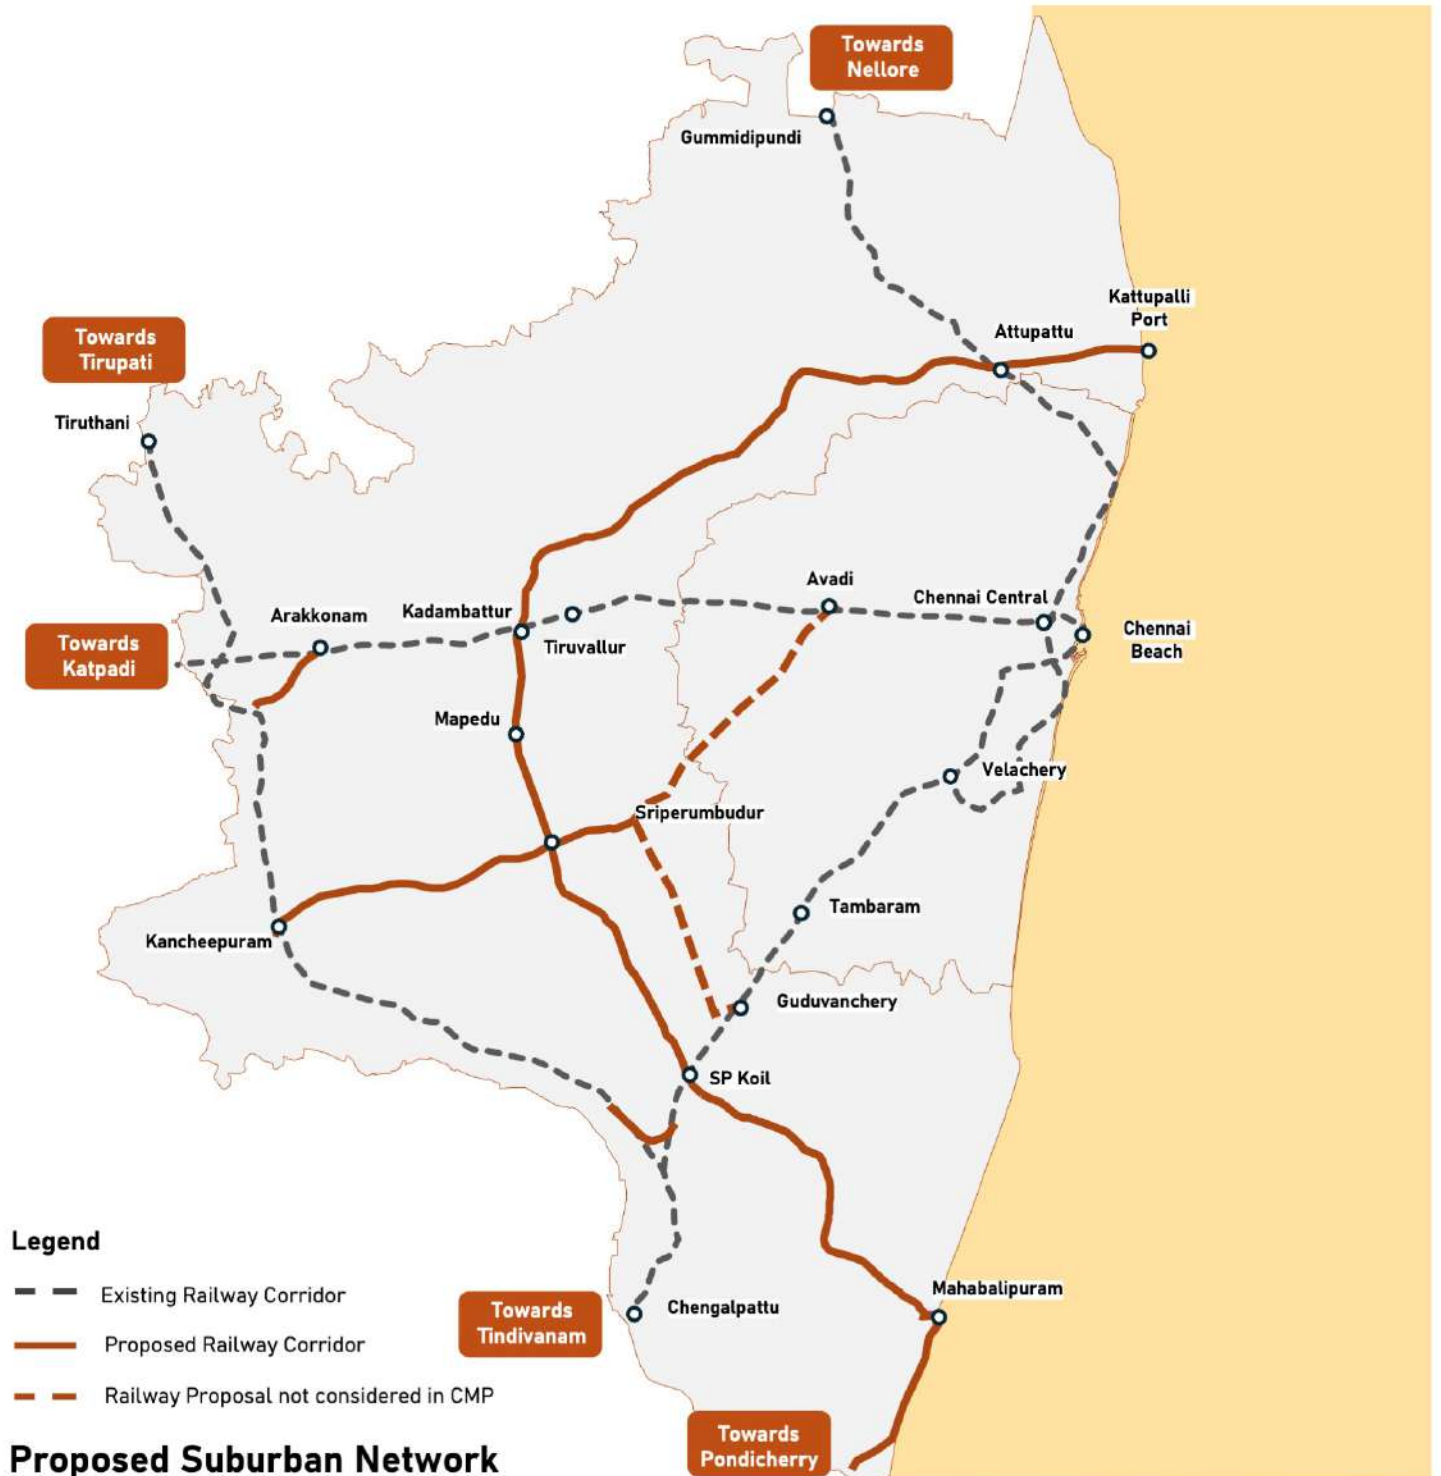 Towards
Nellore
Gummidipundi
Kattupalli
Port
Attupattu
Towards
Tirupati
Tiruthani
Avadi
Chennai Central
Kadambattur
Arakkonam
Chennai
Beach
Tiruvallur
Towards
Katpadi
Mapedu
Velachery
Sriperumbudur
Tambaram
Kancheepuram
Guduvanchery
SP Koil
Legend
Existing Railway Corridor
Proposed Railway Corridor
Railway Proposal not considered in CMP
Mahabalipuram
Chengalpattu
Towards
Tindivanam
Towards
Pondicherry
Proposed Suburban Network